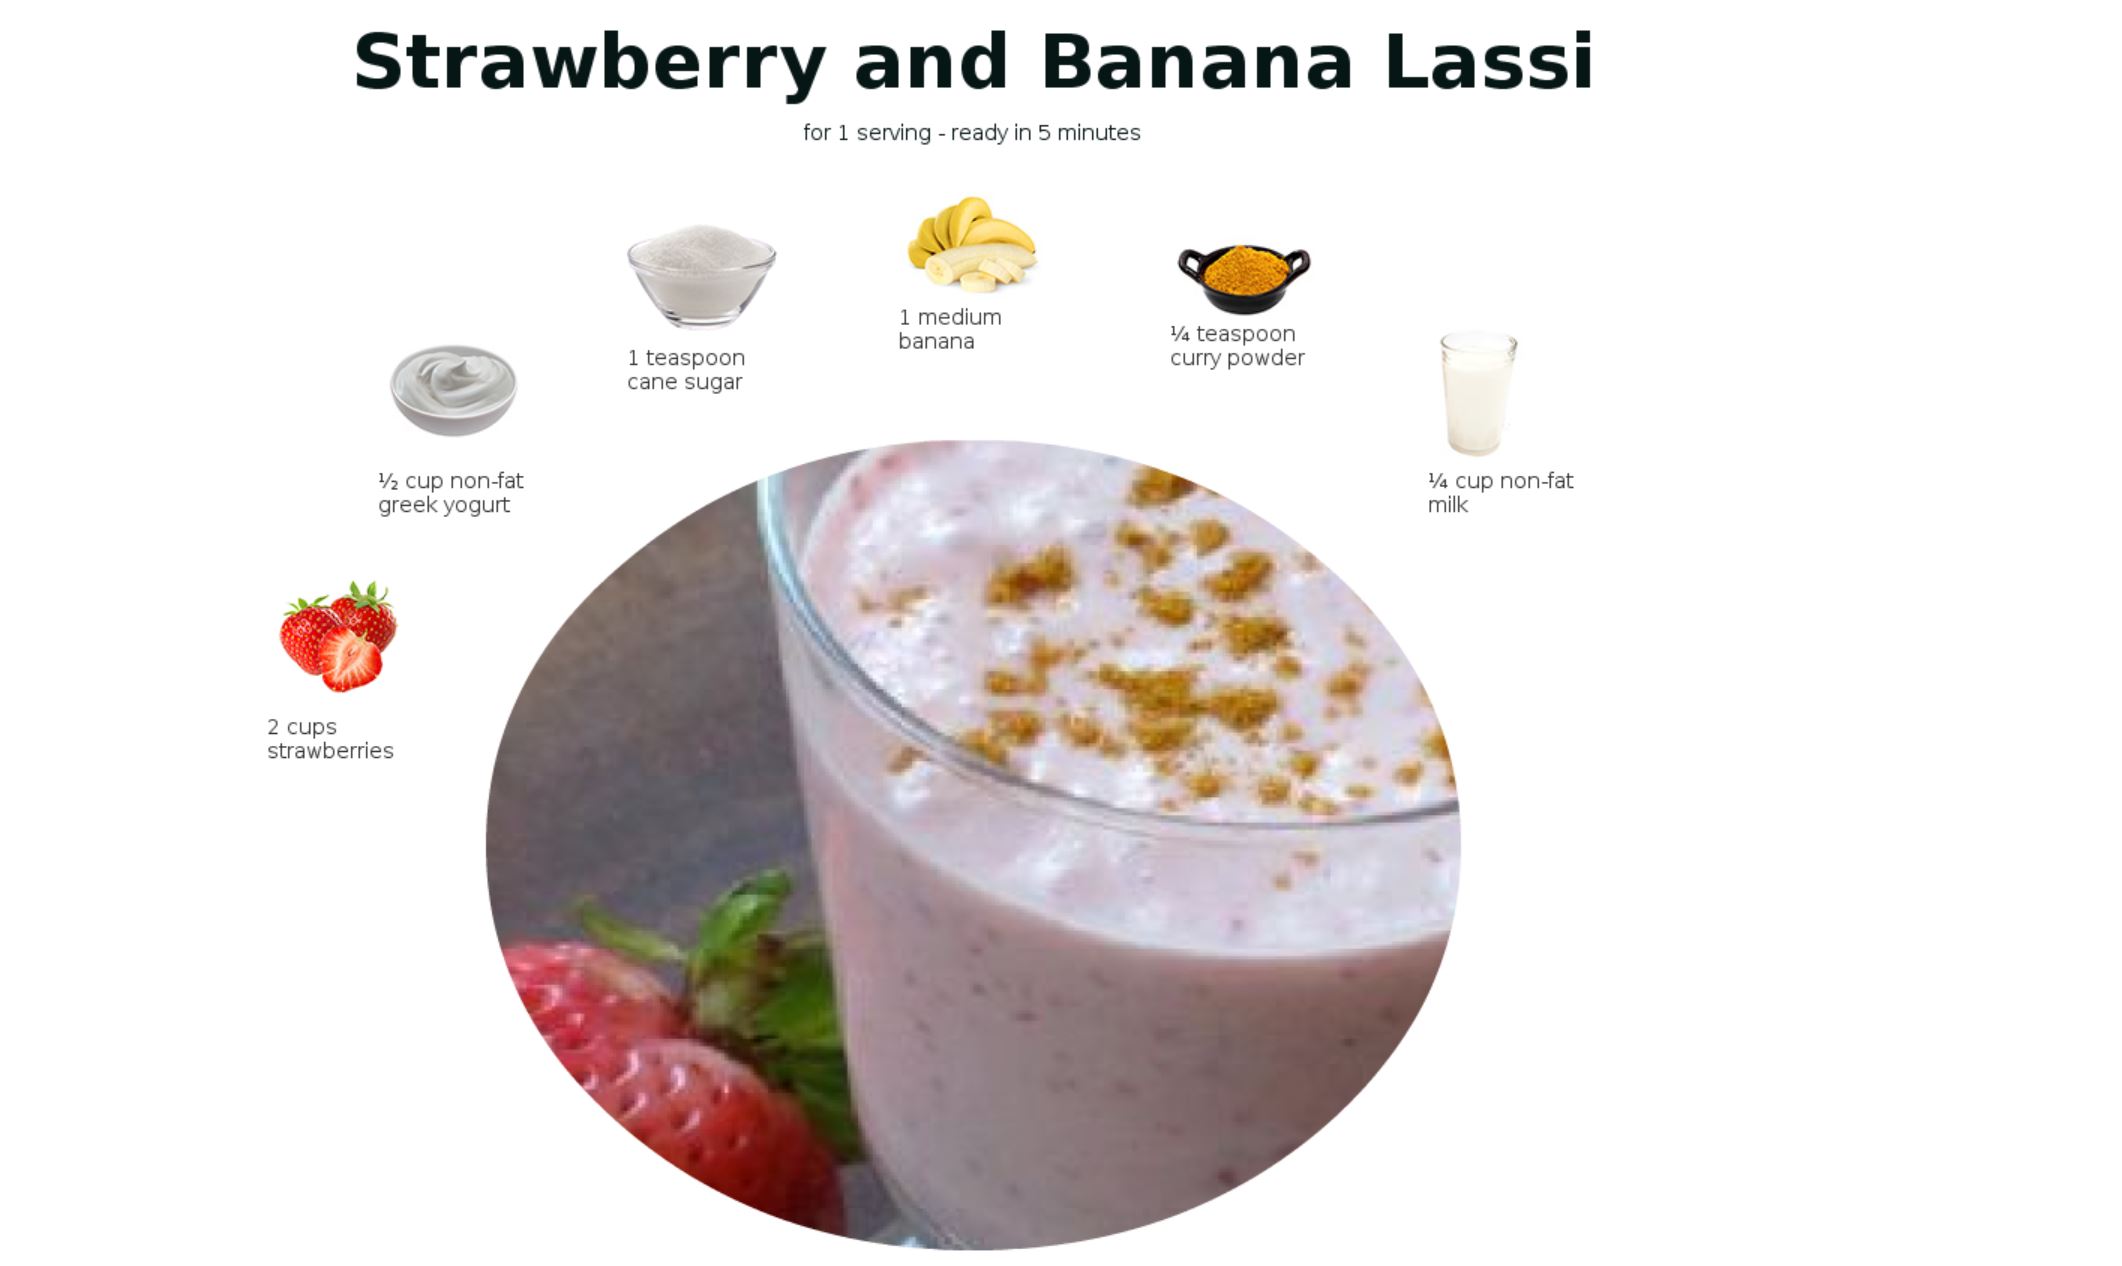 Strawberry and Banana Lassi
for 1 serving - ready in 5 minutes
1 medium
banana
¼ teaspoon
curry powder
1 teaspoon
cane sugar
½ cup non-fat
greek yogurt
¼ cup non-fat
milk
2 cups
strawberries